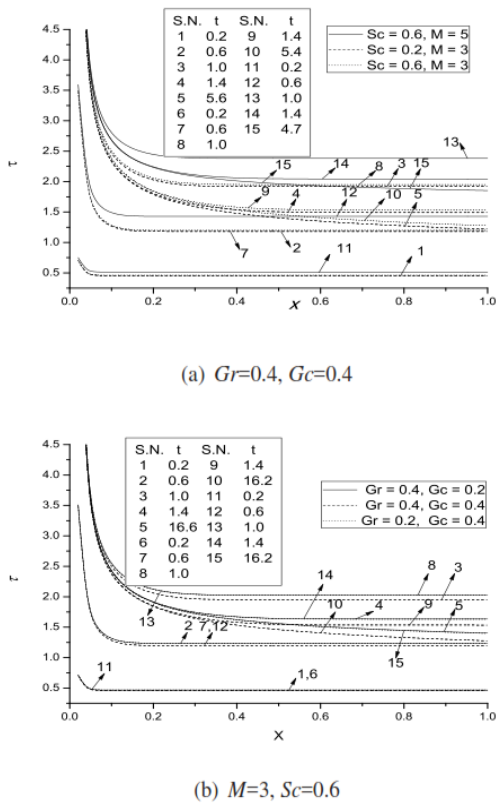 4.5
4.0
3.5
3.0
2.5
2.0
1.5
1.0
0.5
τ
S.N. t S.N. t
1 0.2 9 1.4
2 0.6 10 5.4
3 1.0 11 0.2
4 1.4 12 0.6
5 5.6 13 1.0
6 0.2 14 1.4
7 0.6 15 4.7
8 1.0
Sc = 0.6, M = 5
Sc = 0.2, M = 3
Sc = 0.6, M = 3
13
15 14 8 3 15
9 4 12 10 5
7 2
11 1
0.0 0.2 0.4 0.6 0.8 1.0
x
(a) Gr=0.4, Gc=0.4
4.5
4.0
3.5
3.0
2.5
2.0
1.5
1.0
0.5
τ
S.N. t S.N. t
1 0.2 9 1.4
2 0.6 10 16.2
3 1.0 11 0.2
4 1.4 12 0.6
5 16.6 13 1.0
6 0.2 14 1.4
7 0.6 15 16.2
8 1.0
Gr = 0.4, Gc = 0.2
Gr = 0.4, Gc = 0.4
Gr = 0.2, Gc = 0.4
14 8 3
13 2 7,12 10 4 9 5
15
11 1,6
0.0 0.2 0.4 0.6 0.8 1.0
X
(b) M=3, Sc=0.6